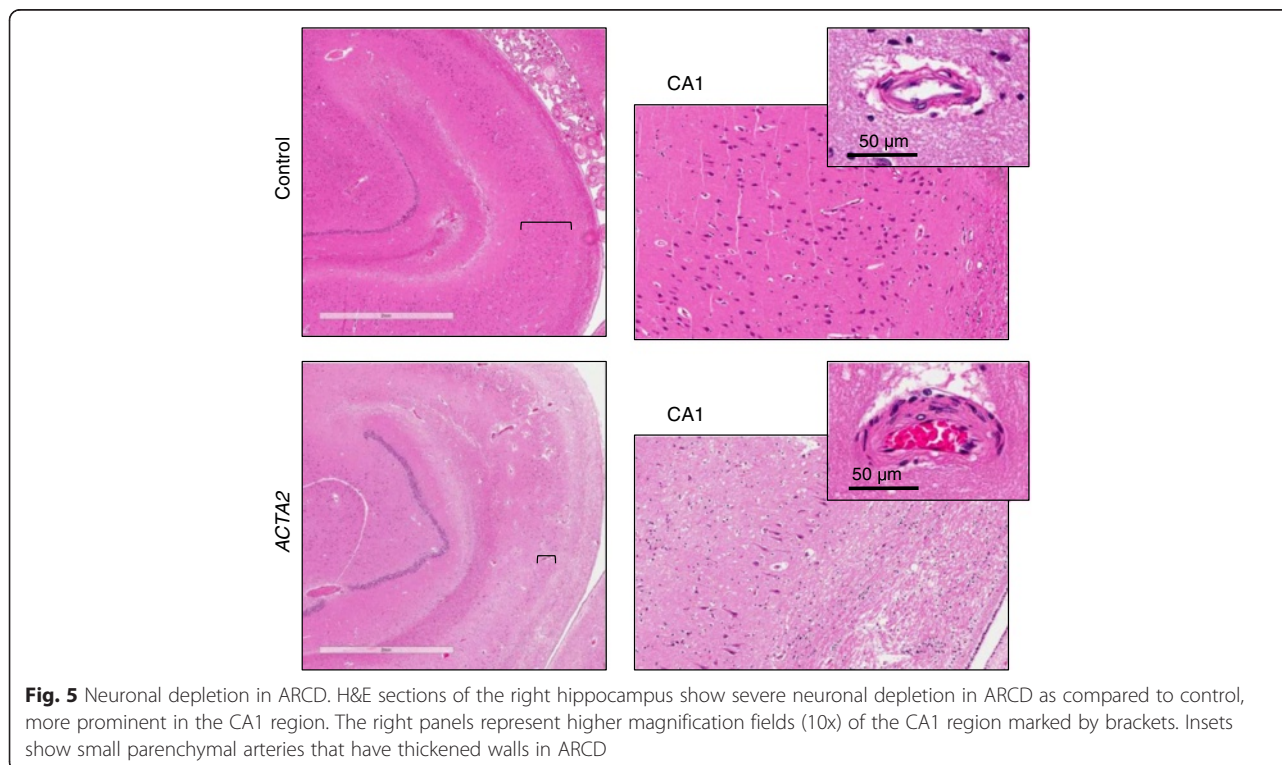 Control
CA1
50 µm
ACTA2
CA1
50 µm
Fig. 5 Neuronal depletion in ARCD. H&E sections of the right hippocampus show severe neuronal depletion in ARCD as compared to control,
more prominent in the CA1 region. The right panels represent higher magnification fields (10x) of the CA1 region marked by brackets. Insets
show small parenchymal arteries that have thickened walls in ARCD